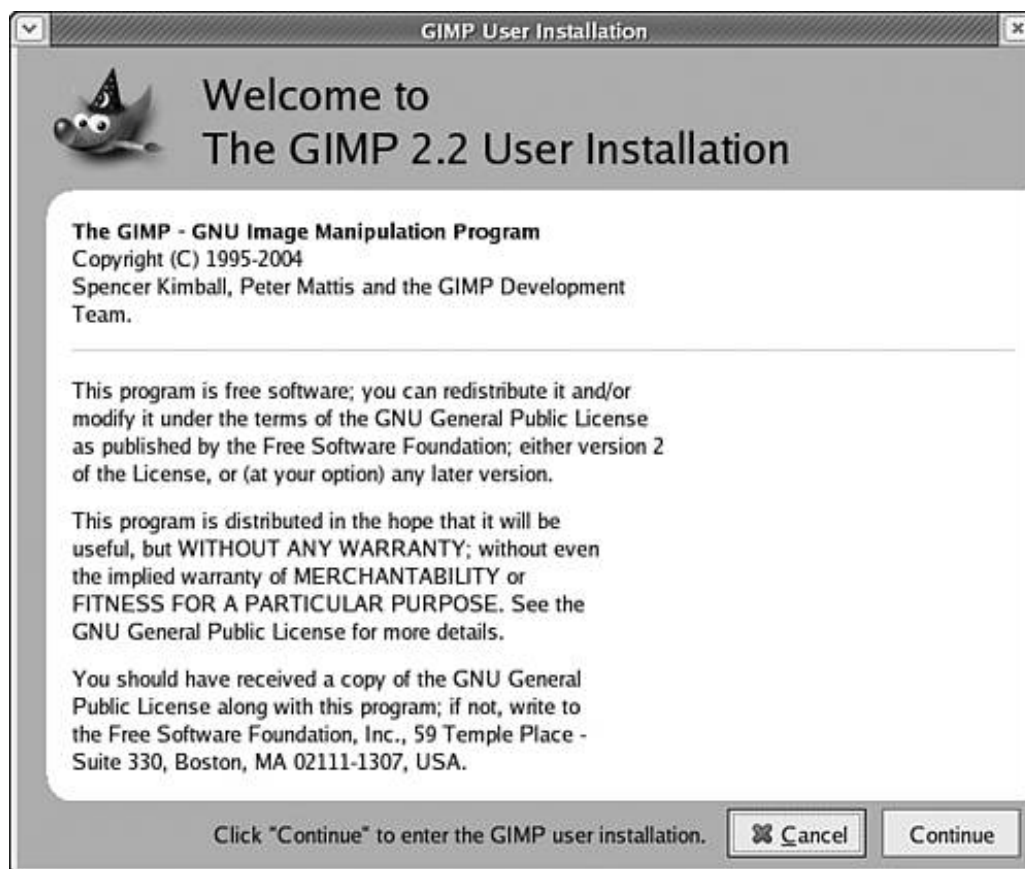 GIMP User Installation
Welcome to
The GIMP 2.2 User Installation
The GIMP - GNU Image Manipulation Program
Copyright (C) 1995-2004
Spencer Kimball, Peter Mattis and the GIMP Development
Team.
This program is free software; you can redistribute it and/or
modify it under the terms of the GNU General Public License
as published by the Free Software Foundation; either version 2
of the License, or (at your option) any later version.
This program is distributed in the hope that it will be
useful, but WITHOUT ANY WARRANTY; without even
the implied warranty of MERCHANTABILITY or
FITNESS FOR A PARTICULAR PURPOSE. See the
GNU General Public License for more details.
You should have received a copy of the GNU General
Public License along with this program; if not, write to
the Free Software Foundation, Inc., 59 Temple Place -
Suite 330, Boston, MA 02111-1307, USA.
Click "Continue" to enter the GIMP user installation.
Cancel
Continue